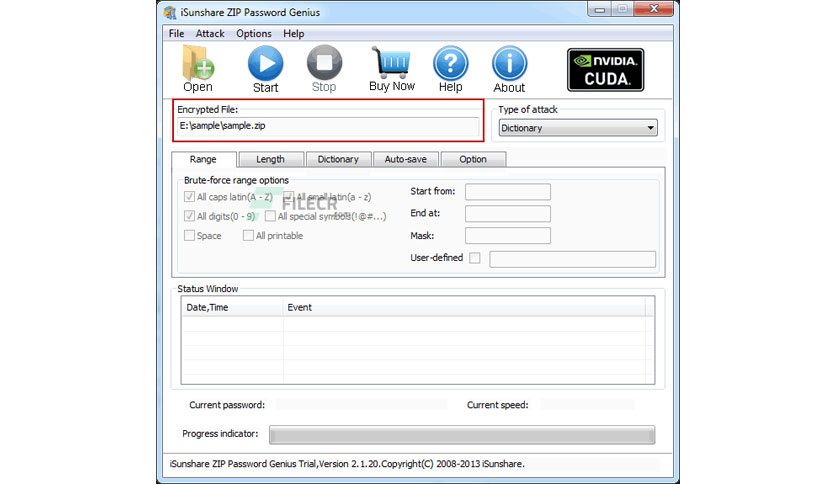 iSunshare ZIP Password Genius
File Attack Options Help
Open Start Stop Buy Now Help About
NVIDIA.
CUDA.
Encrypted File:
E:\sample\sample.zip
Type of attack
Dictionary
Range Length Dictionary Auto-save Option
Brute-force range options
All caps latin(A - Z) All small latin(a - z)
All digits(0 - 9) All special symbols(!@#...)
Space All printable
FILECR
.com
Start from:
End at:
Mask:
User-defined
Status Window
Date,Time Event
Current password: Current speed:
Progress indicator:
iSunshare ZIP Password Genius Trial,Version 2.1.20.Copyright(C) 2008-2013 iSunshare.